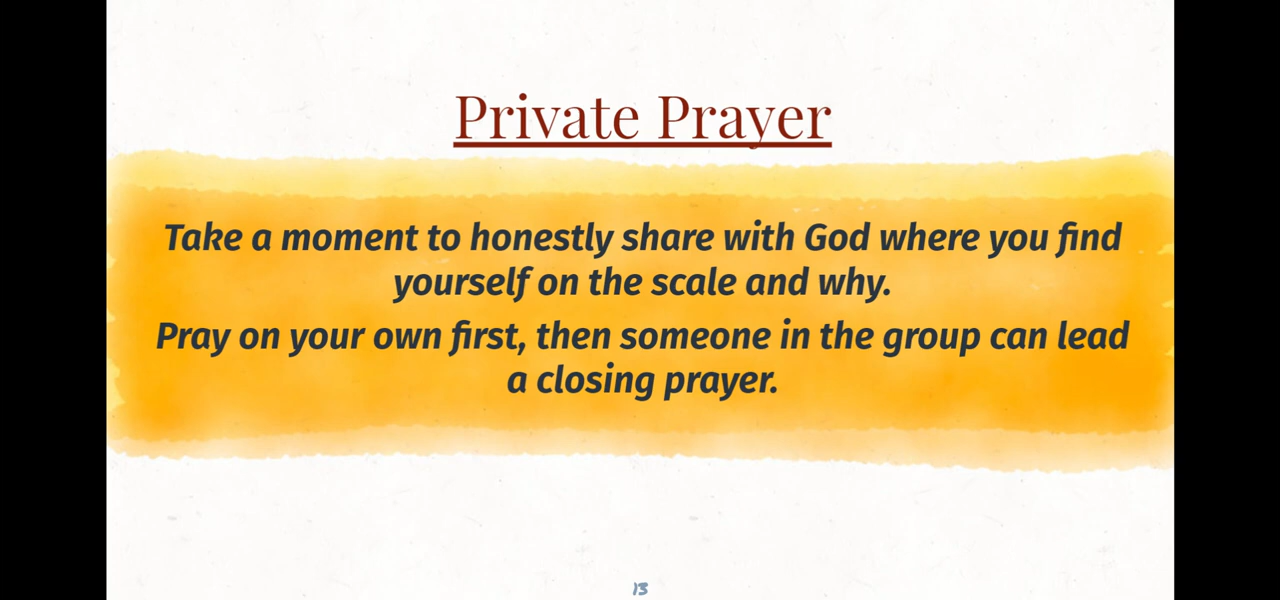 Private Prayer
Take a moment to honestly share with God where you find
yourself on the scale and why.
Pray on your own first, then someone in the group can lead
a closing prayer.
13